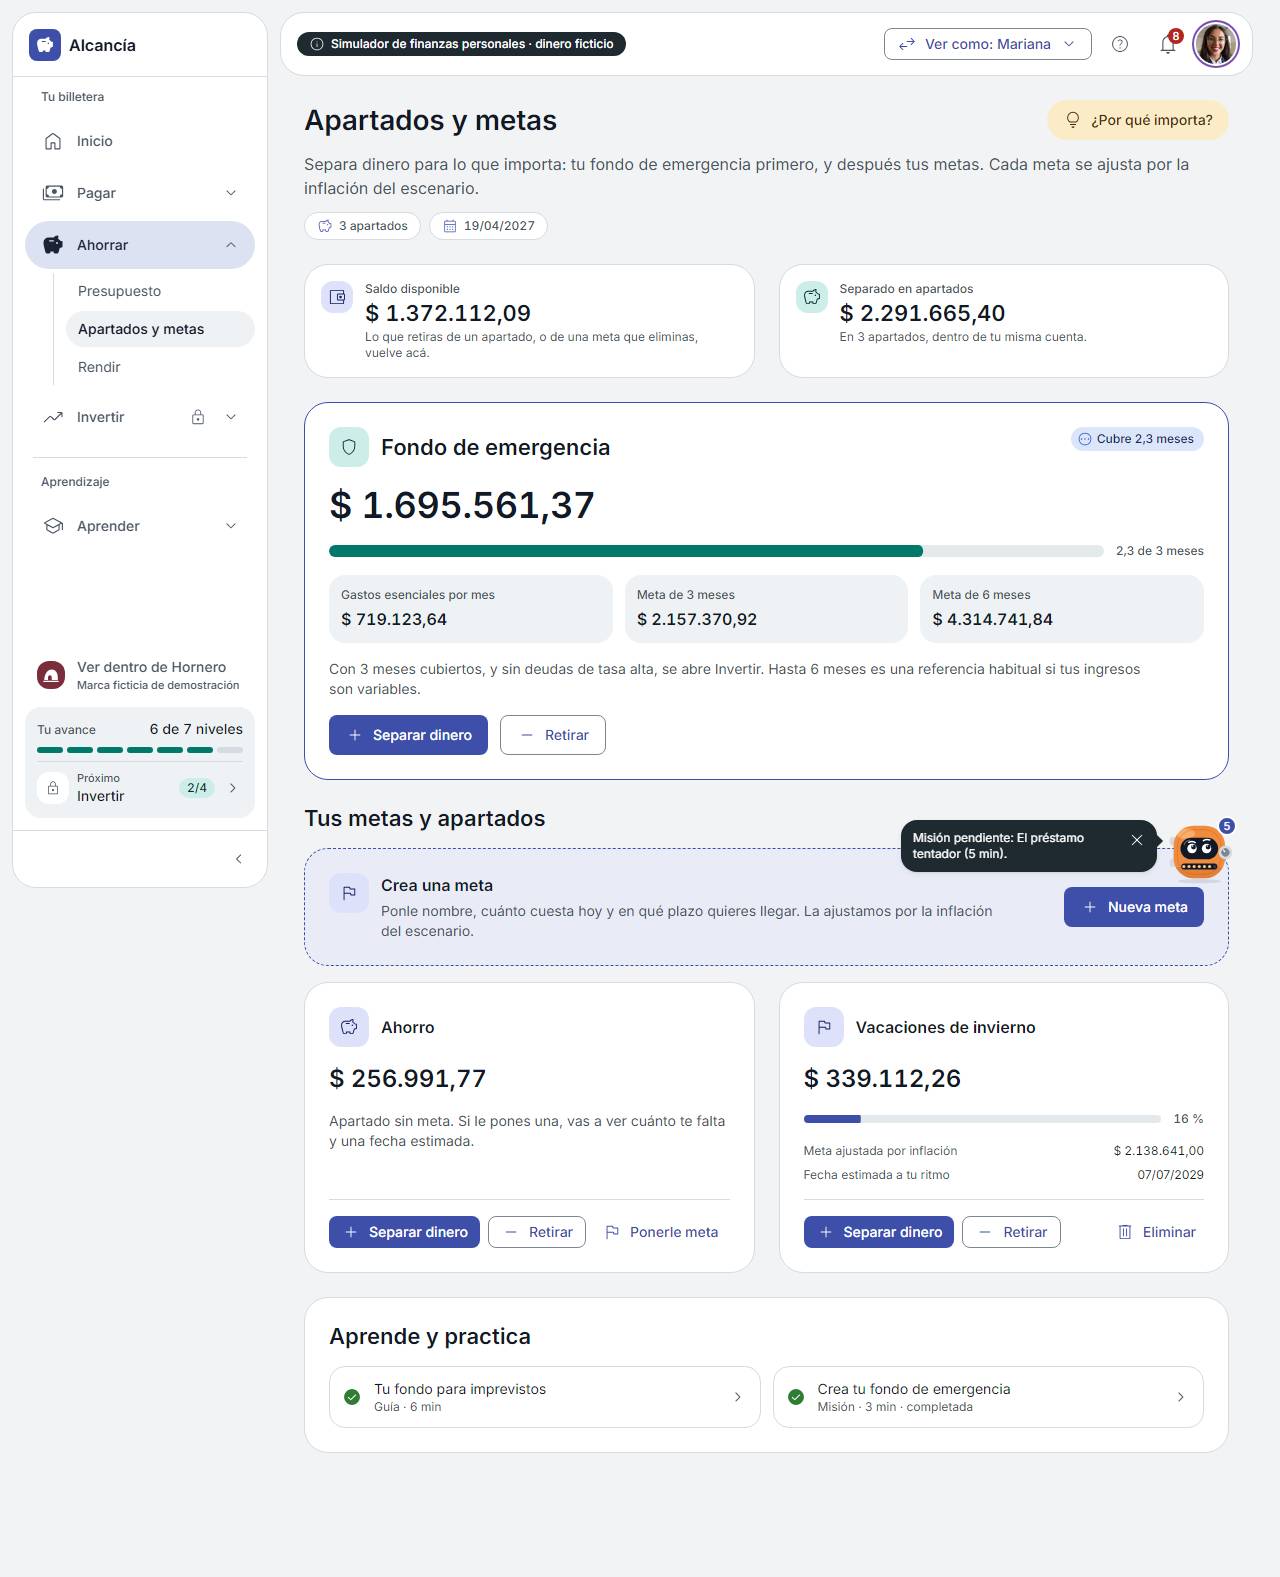 Alcancía
Simulador de finanzas personales · dinero ficticio
Ver como: Mariana
8
Tu billetera
Inicio
Pagar
Ahorrar
Presupuesto
Apartados y metas
Rendir
Invertir
Aprendizaje
Aprender
Ver dentro de Hornero
Marca ficticia de demostración
Tu avance
6 de 7 niveles
Próximo
Invertir
2/4
Apartados y metas
¿Por qué importa?
Separa dinero para lo que importa: tu fondo de emergencia primero, y después tus metas. Cada meta se ajusta por la
inflación del escenario.
3 apartados
19/04/2027
Saldo disponible
$ 1.372.112,09
Lo que retiras de un apartado, o de una meta que eliminas,
vuelve acá.
Separado en apartados
$ 2.291.665,40
En 3 apartados, dentro de tu misma cuenta.
Fondo de emergencia
Cubre 2,3 meses
$ 1.695.561,37
2,3 de 3 meses
Gastos esenciales por mes
$ 719.123,64
Meta de 3 meses
$ 2.157.370,92
Meta de 6 meses
$ 4.314.741,84
Con 3 meses cubiertos, y sin deudas de tasa alta, se abre Invertir. Hasta 6 meses es una referencia habitual si tus ingresos
son variables.
Separar dinero
Retirar
Tus metas y apartados
Misión pendiente: El préstamo
tentador (5 min).
5
Crea una meta
Ponle nombre, cuánto cuesta hoy y en qué plazo quieres llegar. La ajustamos por la inflación
del escenario.
Nueva meta
Ahorro
$ 256.991,77
Apartado sin meta. Si le pones una, vas a ver cuánto te falta
y una fecha estimada.
Separar dinero
Retirar
Ponerle meta
Vacaciones de invierno
$ 339.112,26
16 %
Meta ajustada por inflación
$ 2.138.641,00
Fecha estimada a tu ritmo
07/07/2029
Separar dinero
Retirar
Eliminar
Aprende y practica
Tu fondo para imprevistos
Guía · 6 min
Crea tu fondo de emergencia
Misión · 3 min · completada